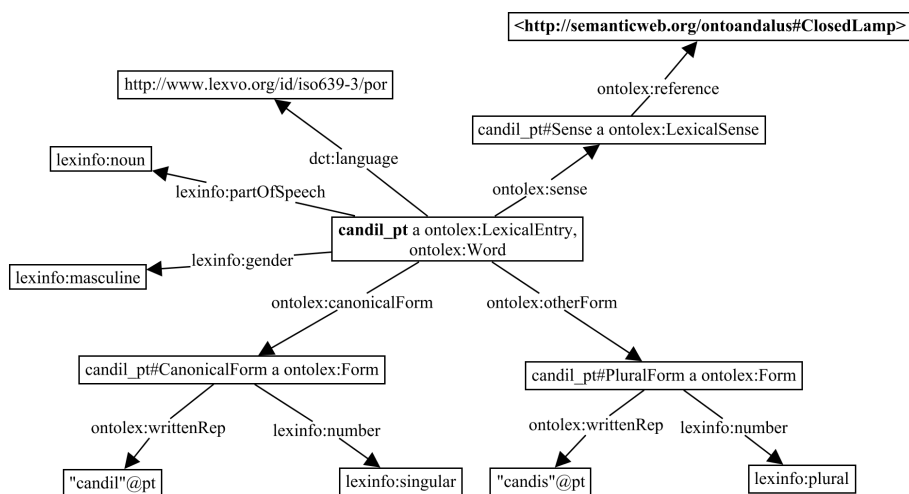 <http://semanticweb.org/ontoandalus#ClosedLamp>
http://www.lexvo.org/id/iso639-3/por
ontolex:reference
candil_pt#Sense a ontolex:LexicalSense
lexinfo:noun
dct:language
lexinfo:partOfSpeech
ontolex:sense
candil_pt a ontolex:LexicalEntry,
ontolex:Word
lexinfo:gender
lexinfo:masculine
ontolex:canonicalForm
ontolex:otherForm
candil_pt#CanonicalForm a ontolex:Form
candil_pt#PluralForm a ontolex:Form
ontolex:writtenRep
lexinfo:number
ontolex:writtenRep
lexinfo:number
"candil"@pt
lexinfo:singular
"candis"@pt
lexinfo:plural